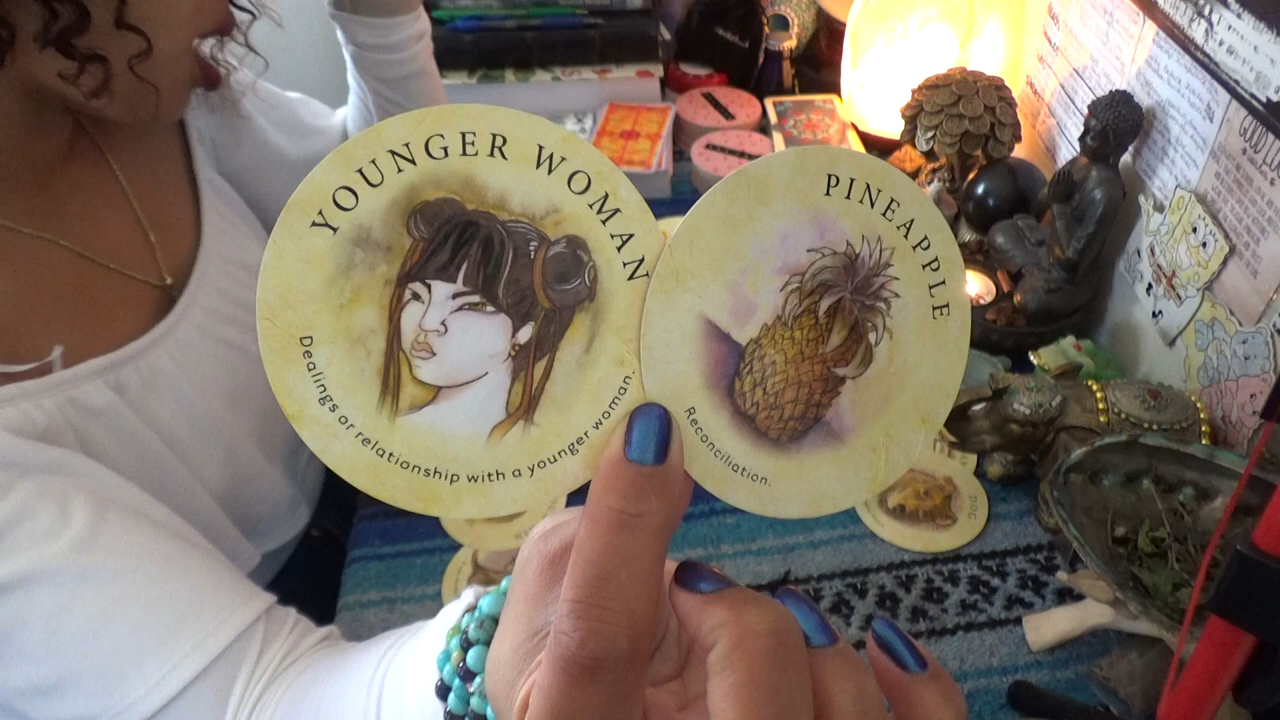 YOUNGER WOMAN
Dealings or relationship with a younger woman.
PINEAPPLE
Reconciliation.
DOG